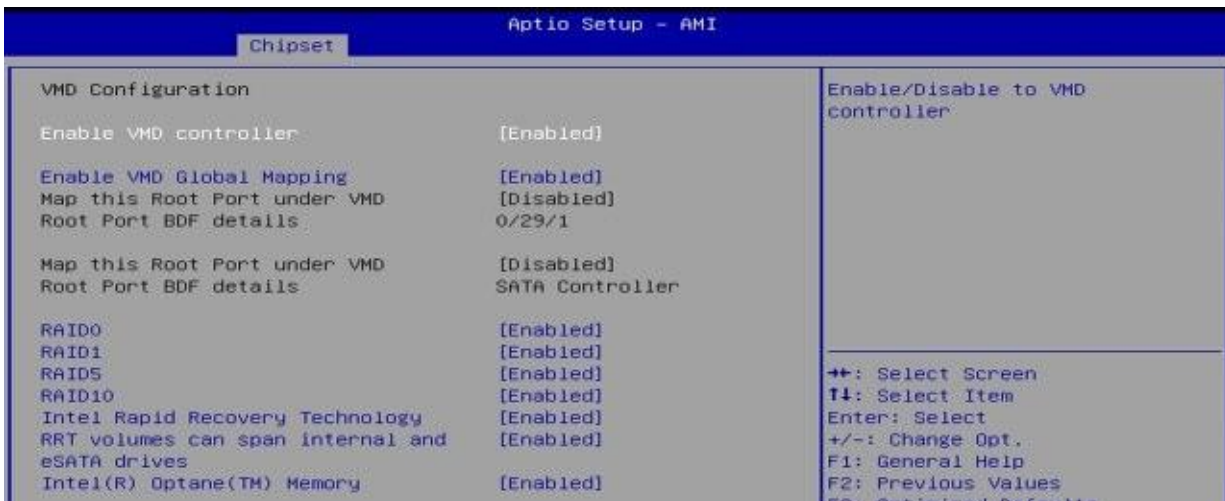 Aptio Setup - AMI
Chipset
VMD Configuration
Enable VMD controller [Enabled]
Enable VMD Global Mapping [Enabled]
Map this Root Port under VMD [Disabled]
Root Port BDF details 0/29/1
Map this Root Port under VMD [Disabled]
Root Port BDF details SATA Controller
RAID0 [Enabled]
RAID1 [Enabled]
RAID5 [Enabled]
RAID10 [Enabled]
Intel Rapid Recovery Technology [Enabled]
RRT volumes can span internal and [Enabled]
eSATA drives
Intel(R) Optane(TM) Memory [Enabled]
Enable/Disable to VMD
controller
→←: Select Screen
↑↓: Select Item
Enter: Select
+/-: Change Opt.
F1: General Help
F2: Previous Values